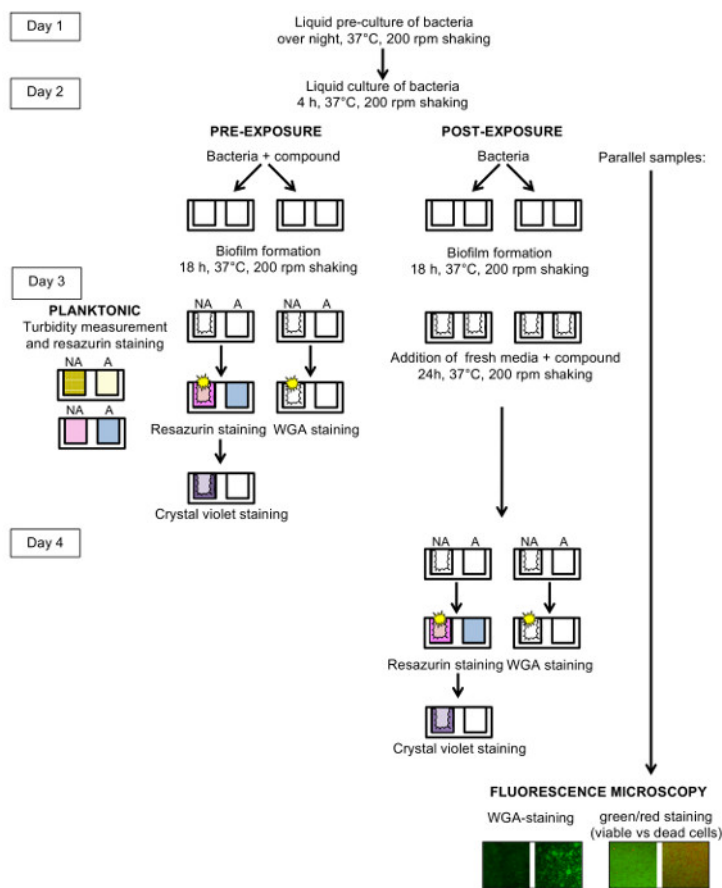 Day 1
Liquid pre-culture of bacteria
over night, 37°C, 200 rpm shaking
Day 2
Liquid culture of bacteria
4 h, 37°C, 200 rpm shaking
PRE-EXPOSURE
Bacteria + compound
POST-EXPOSURE
Bacteria
Parallel samples:
Biofilm formation
18 h, 37°C, 200 rpm shaking
Biofilm formation
18 h, 37°C, 200 rpm shaking
Day 3
PLANKTONIC
Turbidity measurement
and resazurin staining
NA A
NA A
NA A
NA A
Addition of fresh media + compound
24h, 37°C, 200 rpm shaking
Resazurin staining
WGA staining
Crystal violet staining
Day 4
NA A
NA A
Resazurin staining
WGA staining
Crystal violet staining
FLUORESCENCE MICROSCOPY
WGA-staining
green/red staining
(viable vs dead cells)